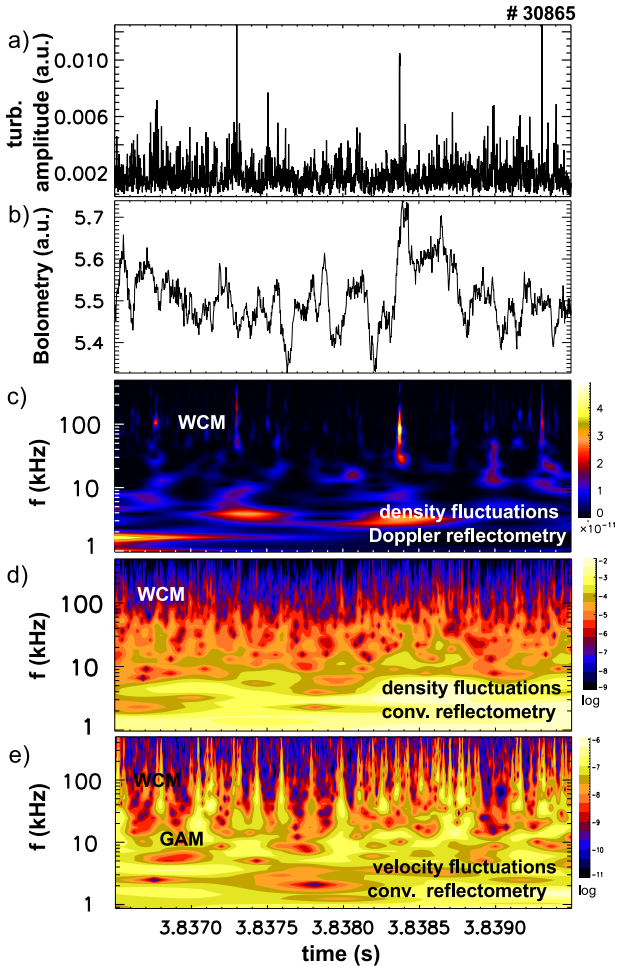 # 30865
a)
turb.
amplitude (a.u.)
0.010
0.006
0.002
b)
Bolometry (a.u.)
5.7
5.6
5.5
5.4
c)
f (kHz)
100
10
1
WCM
density fluctuations
Doppler reflectometry
4
3
2
1
0
×10⁻¹¹
d)
f (kHz)
100
10
1
WCM
density fluctuations
conv. reflectometry
-2
-3
-4
-5
-6
-7
-8
-9
log
e)
f (kHz)
100
10
1
WCM
GAM
velocity fluctuations
conv. reflectometry
-6
-7
-8
-9
-10
-11
log
3.8370 3.8375 3.8380 3.8385 3.8390
time (s)